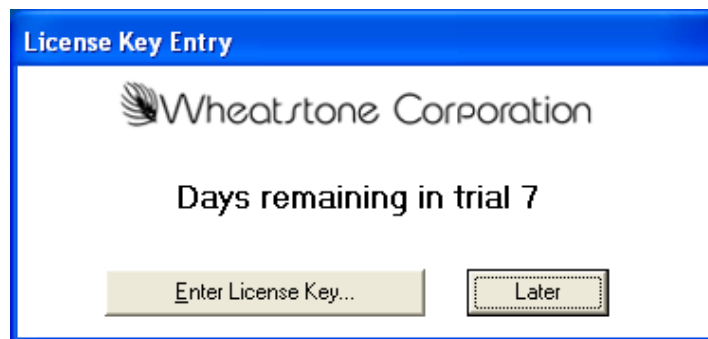 License Key Entry
Wheatstone Corporation
Days remaining in trial 7
Enter License Key... Later